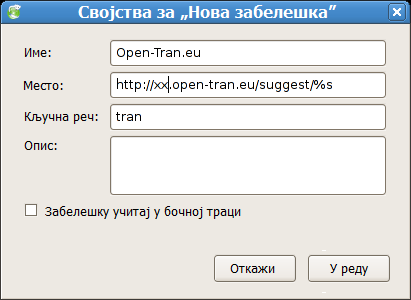 Својства за „Нова забелешка”
Име: Open-Tran.eu
Место: http://xx.open-tran.eu/suggest/%s
Кључна реч: tran
Опис:
Забелешку учитај у бочној траци
Откажи У реду